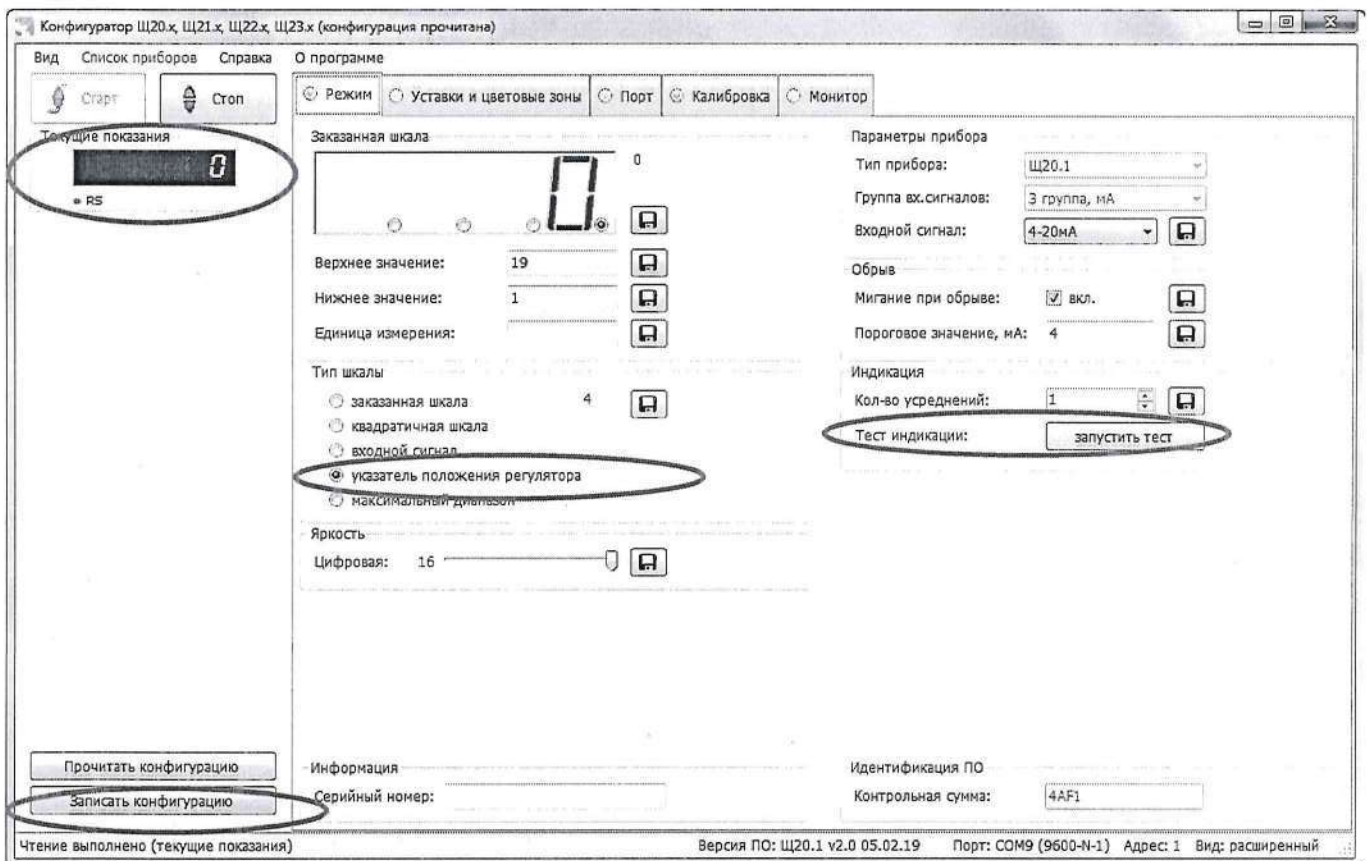 Конфигуратор Щ20.x, Щ21.x, Щ22.x, Щ23.x (конфигурация прочитана)
Вид Список приборов Справка О программе
Старт Стоп
Режим Уставки и цветовые зоны Порт Калибровка Монитор
Текущие показания
0
RS
Заказанная шкала
0 0
Верхнее значение: 19
Нижнее значение: 1
Единица измерения:
Тип шкалы
заказанная шкала 4
квадратичная шкала
входной сигнал
указатель положения регулятора
максимальный диапазон
Яркость
Цифровая: 16
Параметры прибора
Тип прибора: Щ20.1
Группа вх.сигналов: 3 группа, мА
Входной сигнал: 4-20мА
Обрыв
Мигание при обрыве: вкл.
Пороговое значение, мА: 4
Индикация
Кол-во усреднений: 1
Тест индикации: запустить тест
Прочитать конфигурацию
Записать конфигурацию
Информация
Серийный номер:
Идентификация ПО
Контрольная сумма: 4AF1
Чтение выполнено (текущие показания) Версия ПО: Щ20.1 v2.0 05.02.19 Порт: COM9 (9600-N-1) Адрес: 1 Вид: расширенный